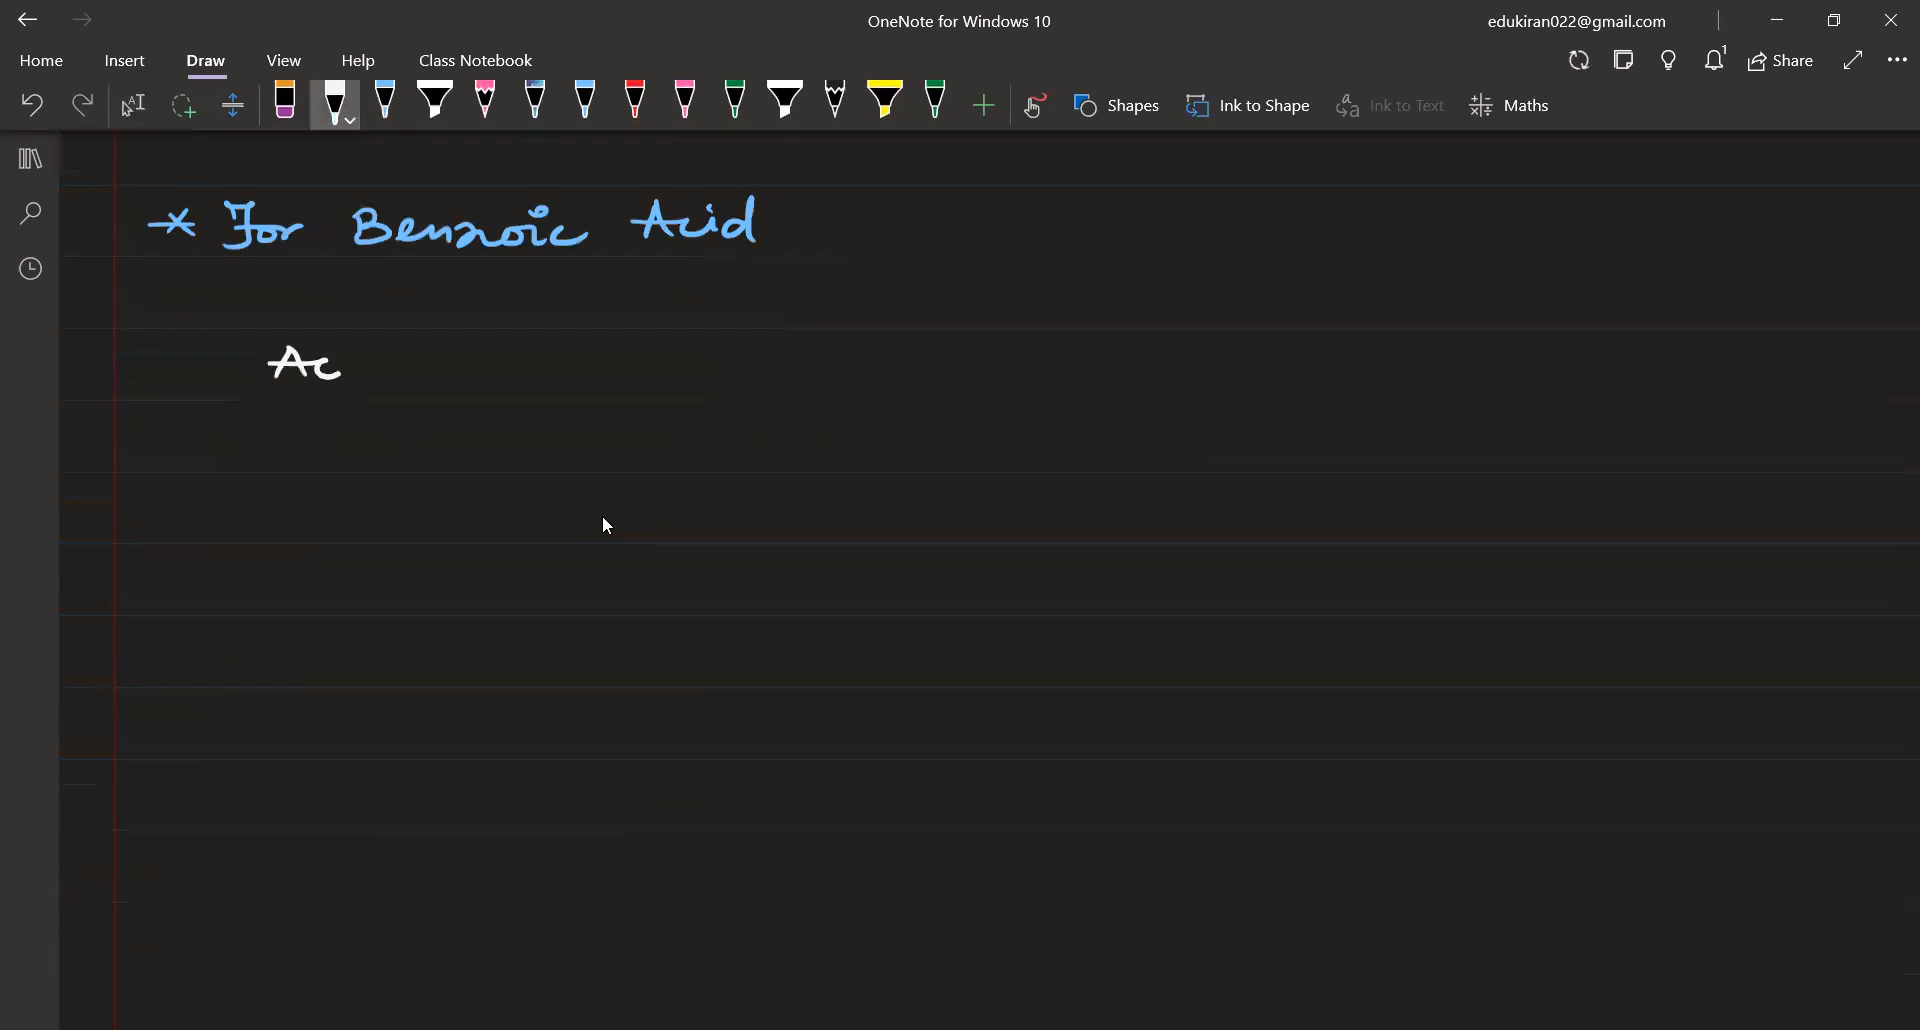 OneNote for Windows 10
edukiran022@gmail.com
Home Insert Draw View Help Class Notebook
1
Share
Shapes Ink to Shape Ink to Text Maths
* For Benzoic Acid
Ac